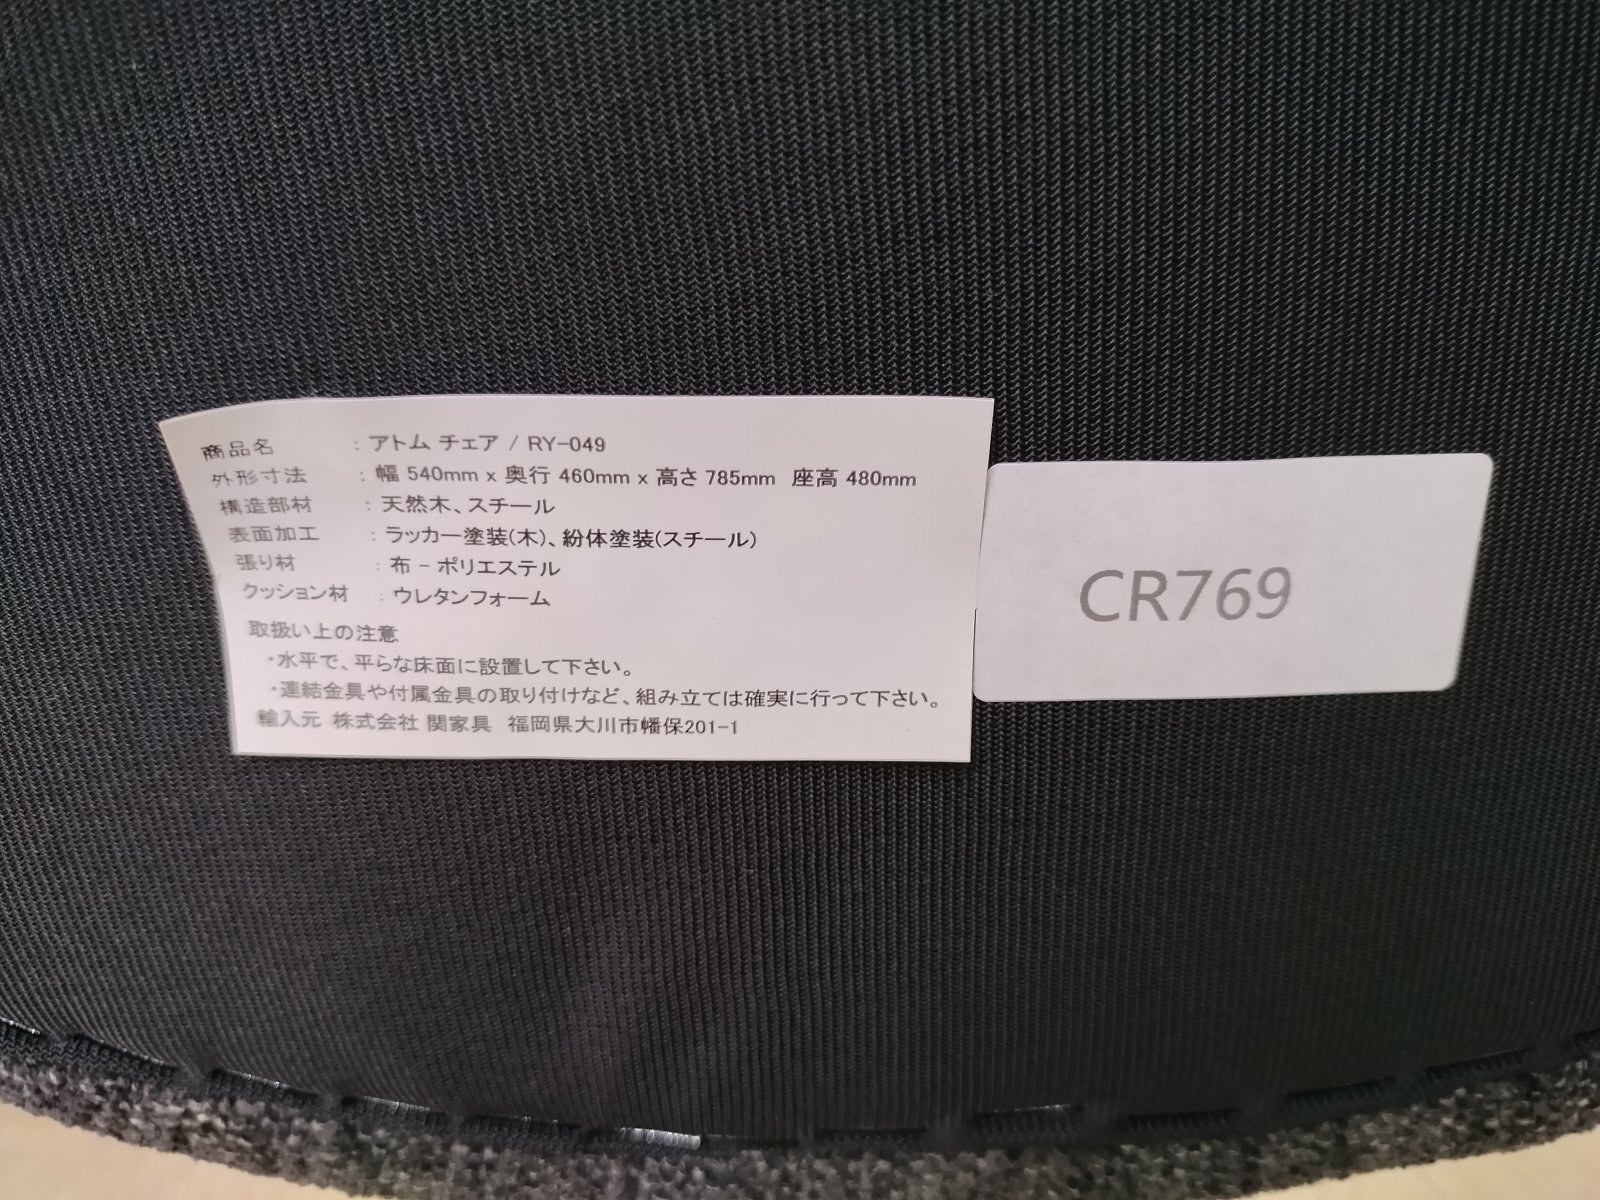 商品名 : アトム チェア / RY-049
外形寸法 : 幅 540mm x 奥行 460mm x 高さ 785mm 座高 480mm
構造部材 : 天然木、スチール
表面加工 : ラッカー塗装(木)、紛体塗装(スチール)
張り材 : 布 - ポリエステル
クッション材 : ウレタンフォーム
取扱い上の注意
・水平で、平らな床面に設置して下さい。
・連結金具や付属金具の取り付けなど、組み立ては確実に行って下さい。
輸入元 株式会社 関家具 福岡県大川市幡保201-1
CR769